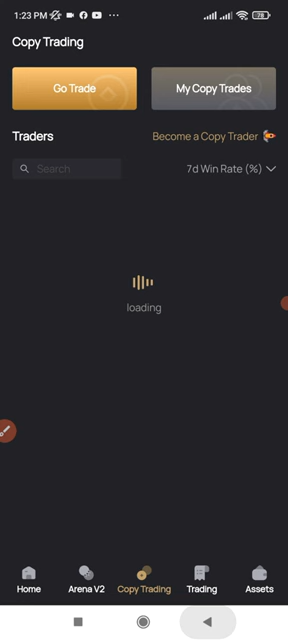 1:23 PM
78
Copy Trading
Go Trade
My Copy Trades
Traders
Become a Copy Trader
Search
7d Win Rate (%)
loading
Home
Arena V2
Copy Trading
Trading
Assets